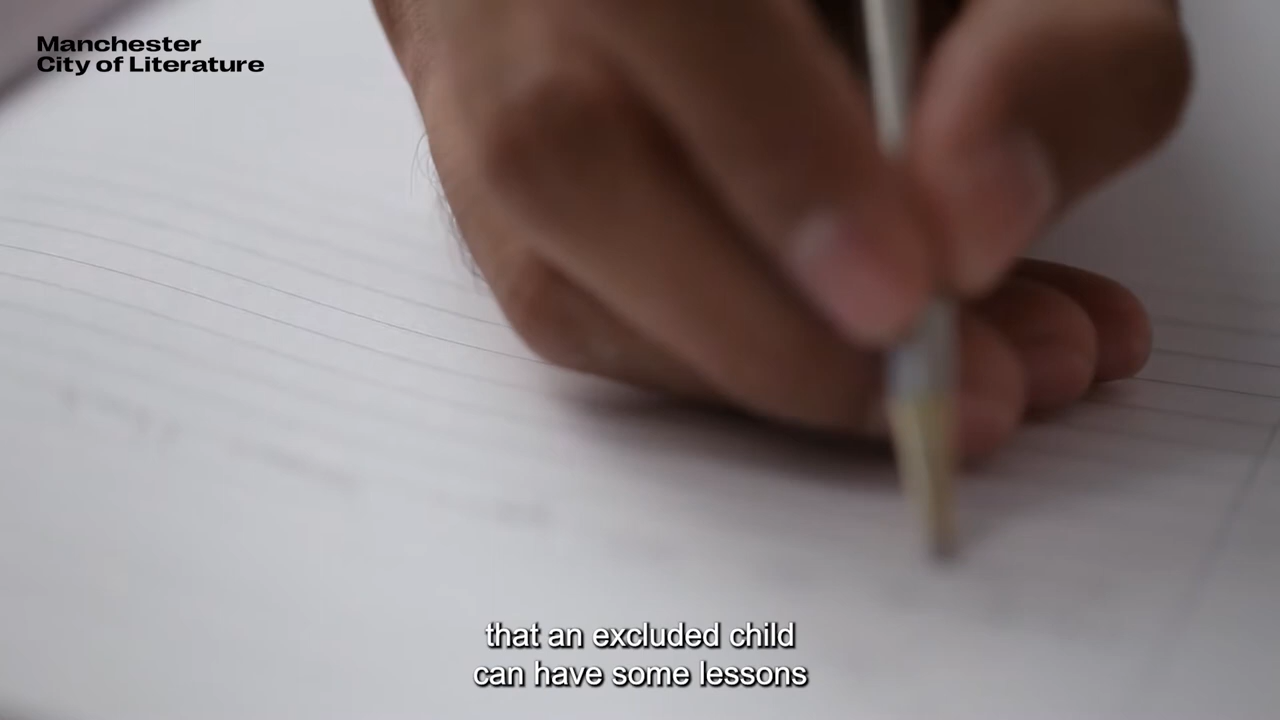 Manchester
City of Literature
that an excluded child
can have some lessons